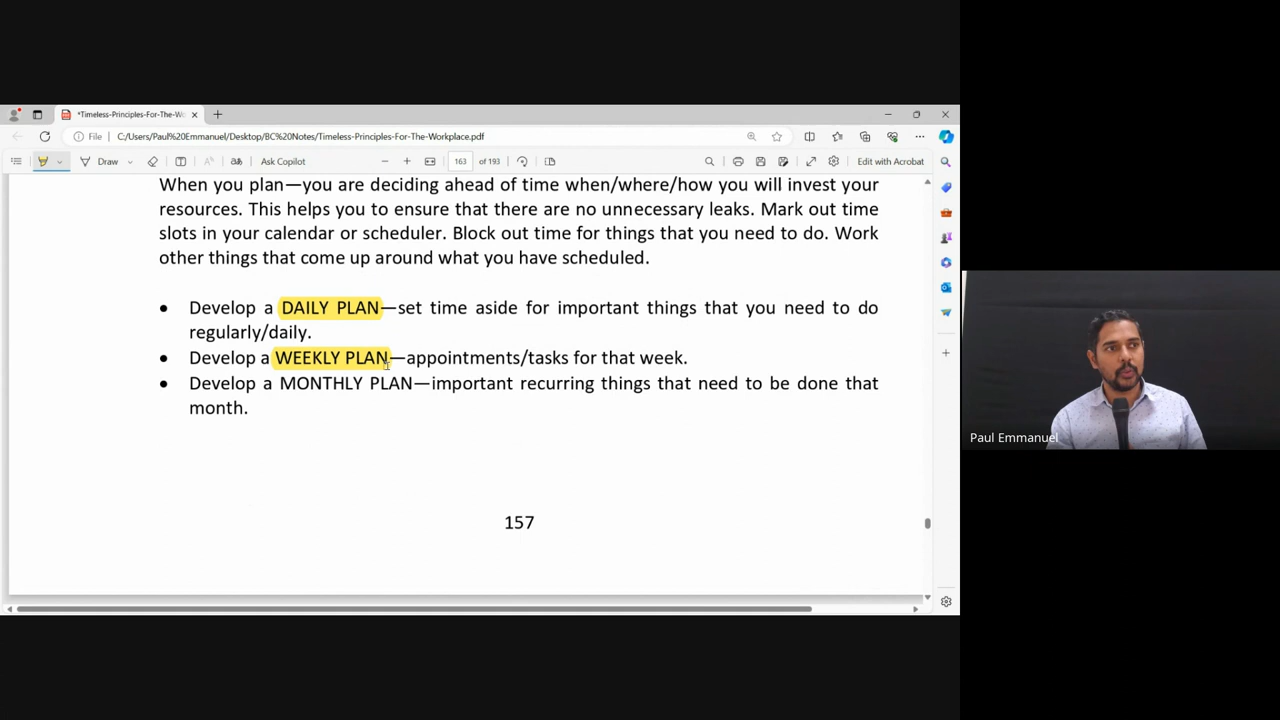 *Timeless-Principles-For-The-Wo
File
C:/Users/Paul%20Emmanuel/Desktop/BC%20Notes/Timeless-Principles-For-The-Workplace.pdf
Draw
Ask Copilot
163 of 193
Edit with Acrobat
When you plan—you are deciding ahead of time when/where/how you will invest your
resources. This helps you to ensure that there are no unnecessary leaks. Mark out time
slots in your calendar or scheduler. Block out time for things that you need to do. Work
other things that come up around what you have scheduled.
• Develop a DAILY PLAN—set time aside for important things that you need to do
regularly/daily.
• Develop a WEEKLY PLAN—appointments/tasks for that week.
• Develop a MONTHLY PLAN—important recurring things that need to be done that
month.
157
Paul Emmanuel